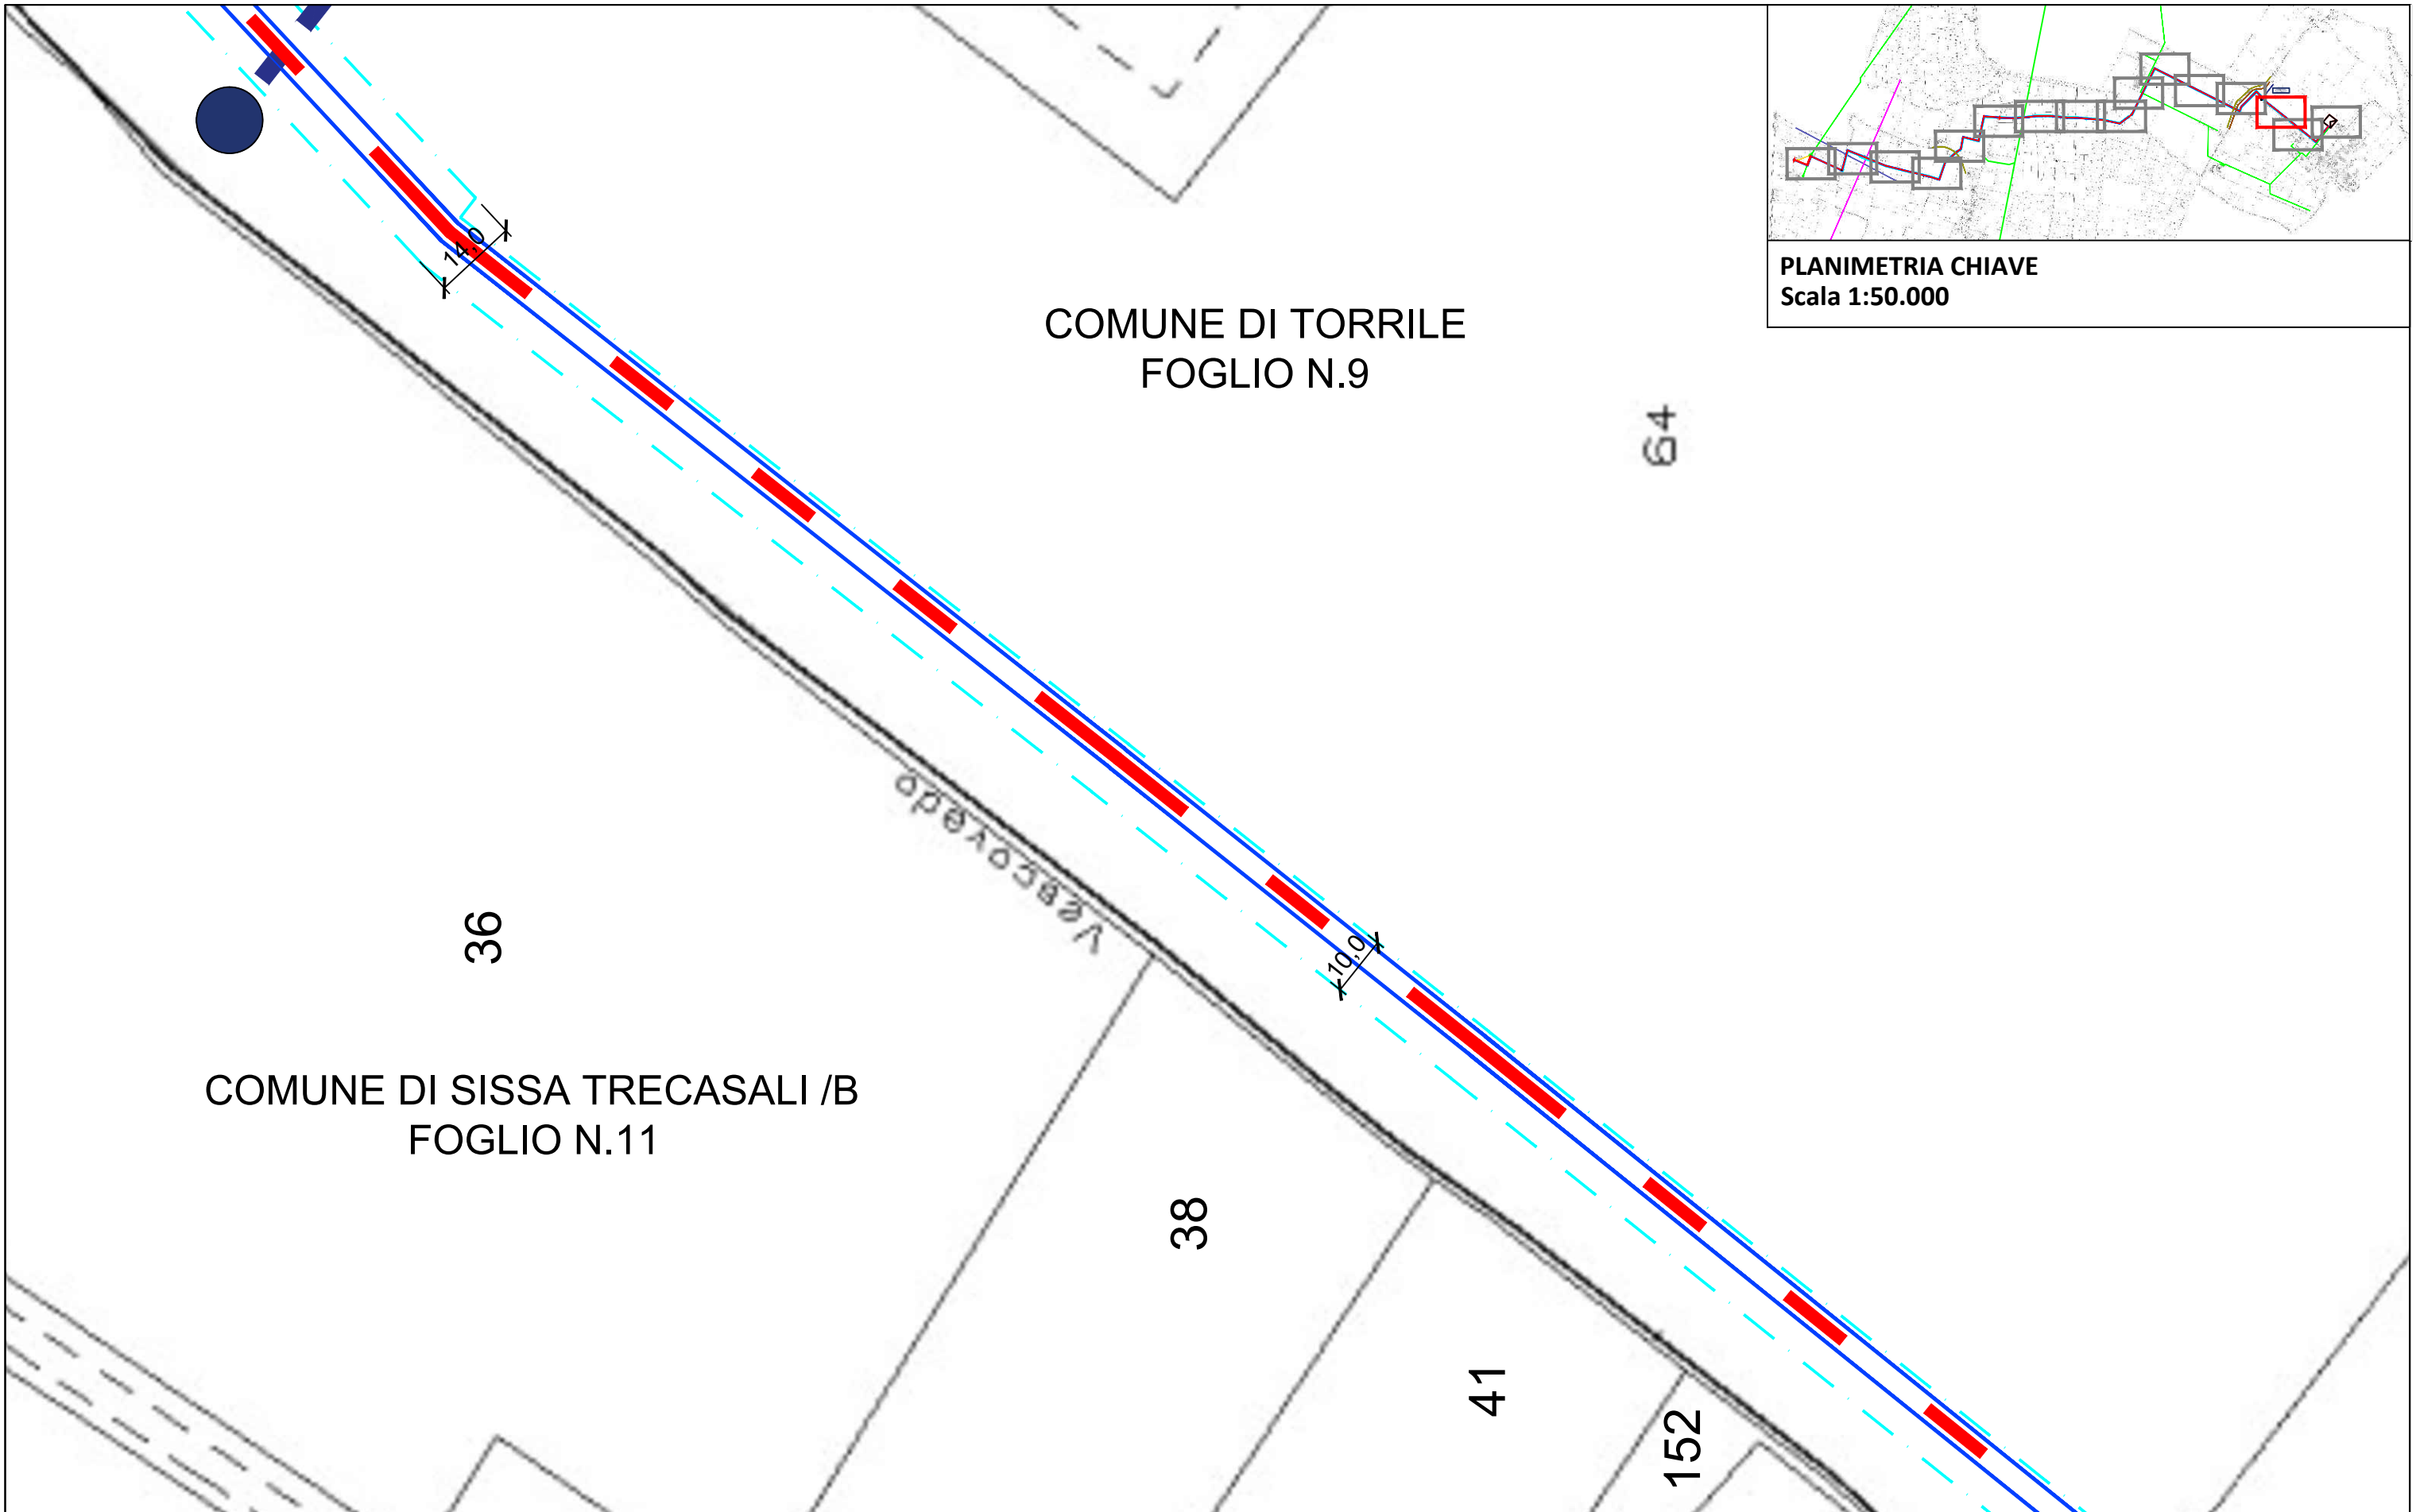 PLANIMETRIA CHIAVE
Scala 1:50.000
14,0
COMUNE DI TORRILE
FOGLIO N.9
64
Vescovado
10,0
36
COMUNE DI SISSA TRECASALI /B
FOGLIO N.11
38
41
152